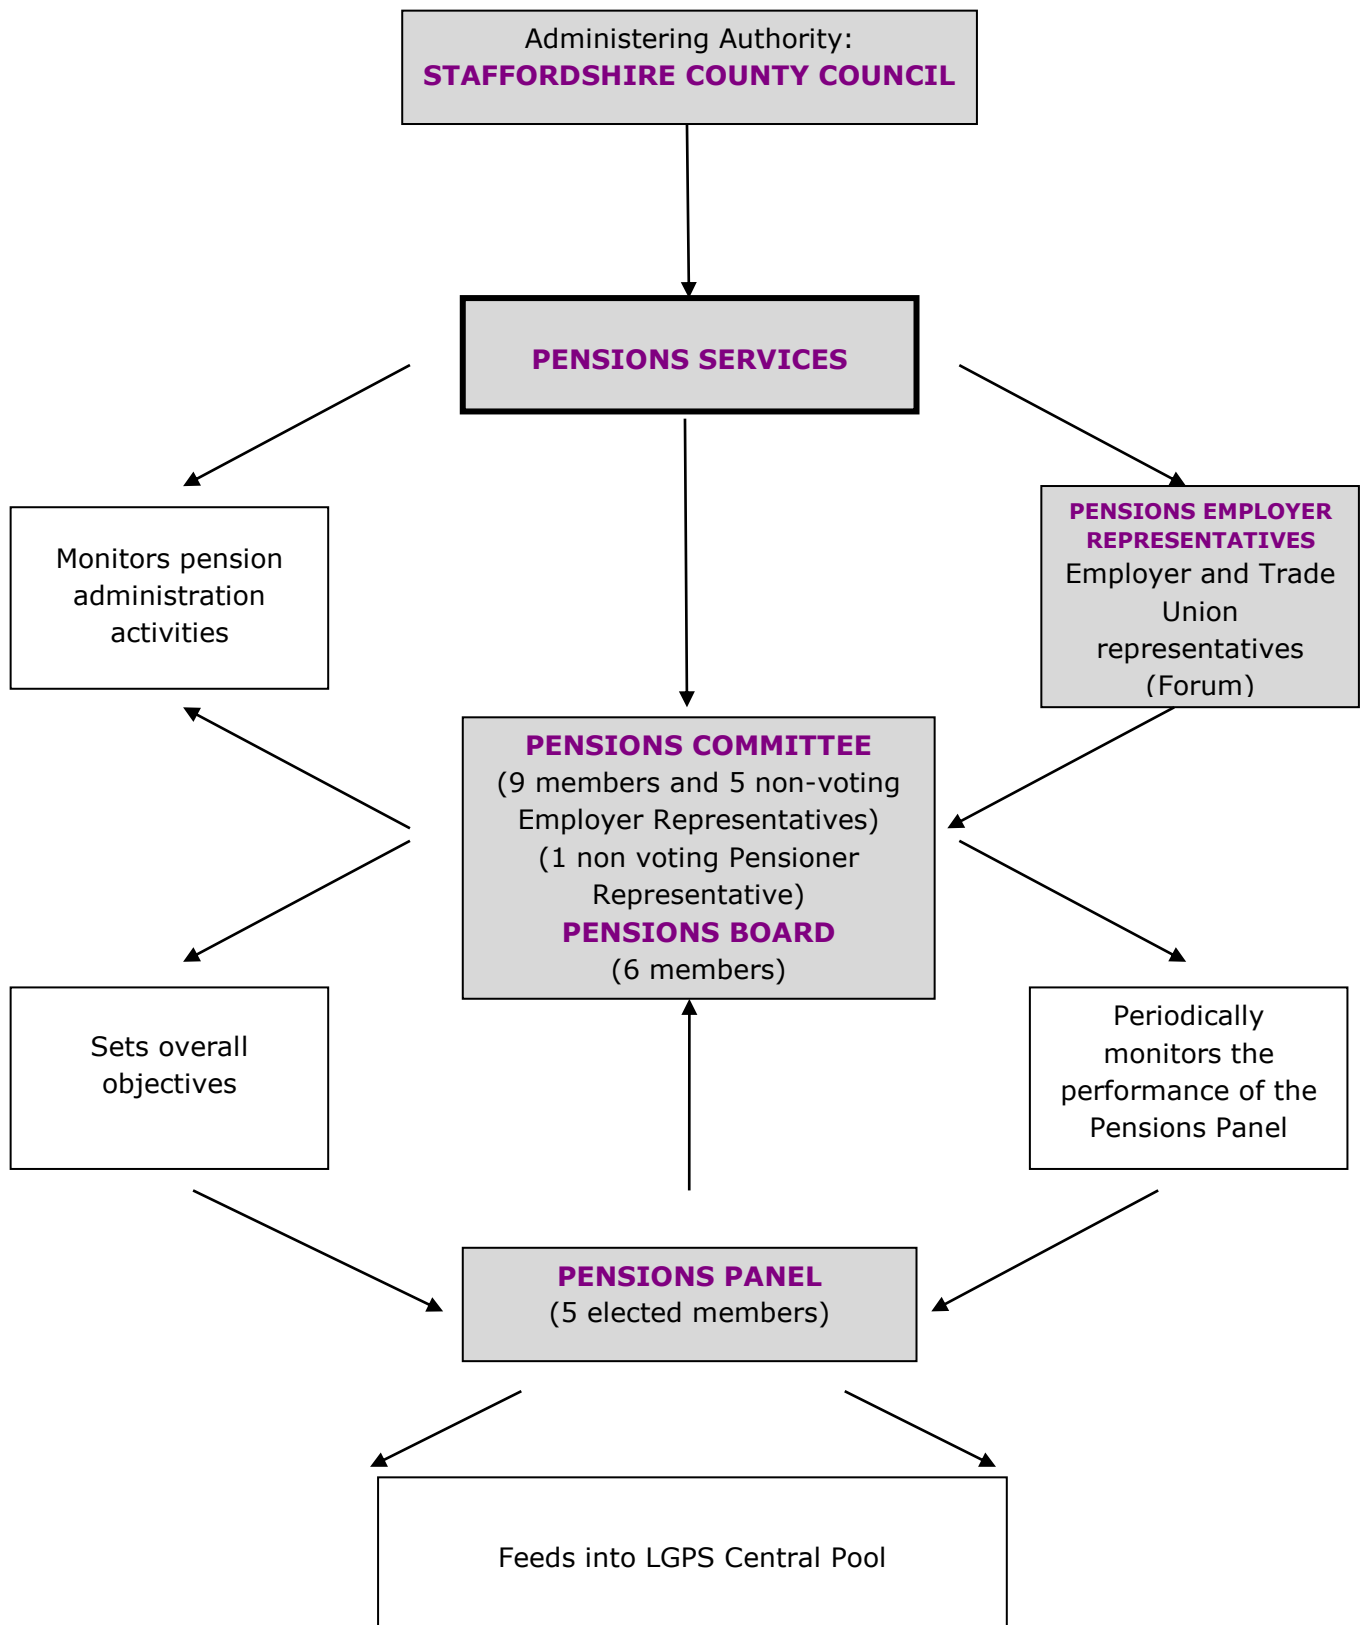 Administering Authority:
STAFFORDSHIRE COUNTY COUNCIL
PENSIONS SERVICES
Monitors pension
administration
activities
PENSIONS EMPLOYER
REPRESENTATIVES
Employer and Trade
Union
representatives
(Forum)
PENSIONS COMMITTEE
(9 members and 5 non-voting
Employer Representatives)
(1 non voting Pensioner
Representative)
PENSIONS BOARD
(6 members)
Sets overall
objectives
Periodically
monitors the
performance of the
Pensions Panel
PENSIONS PANEL
(5 elected members)
Feeds into LGPS Central Pool